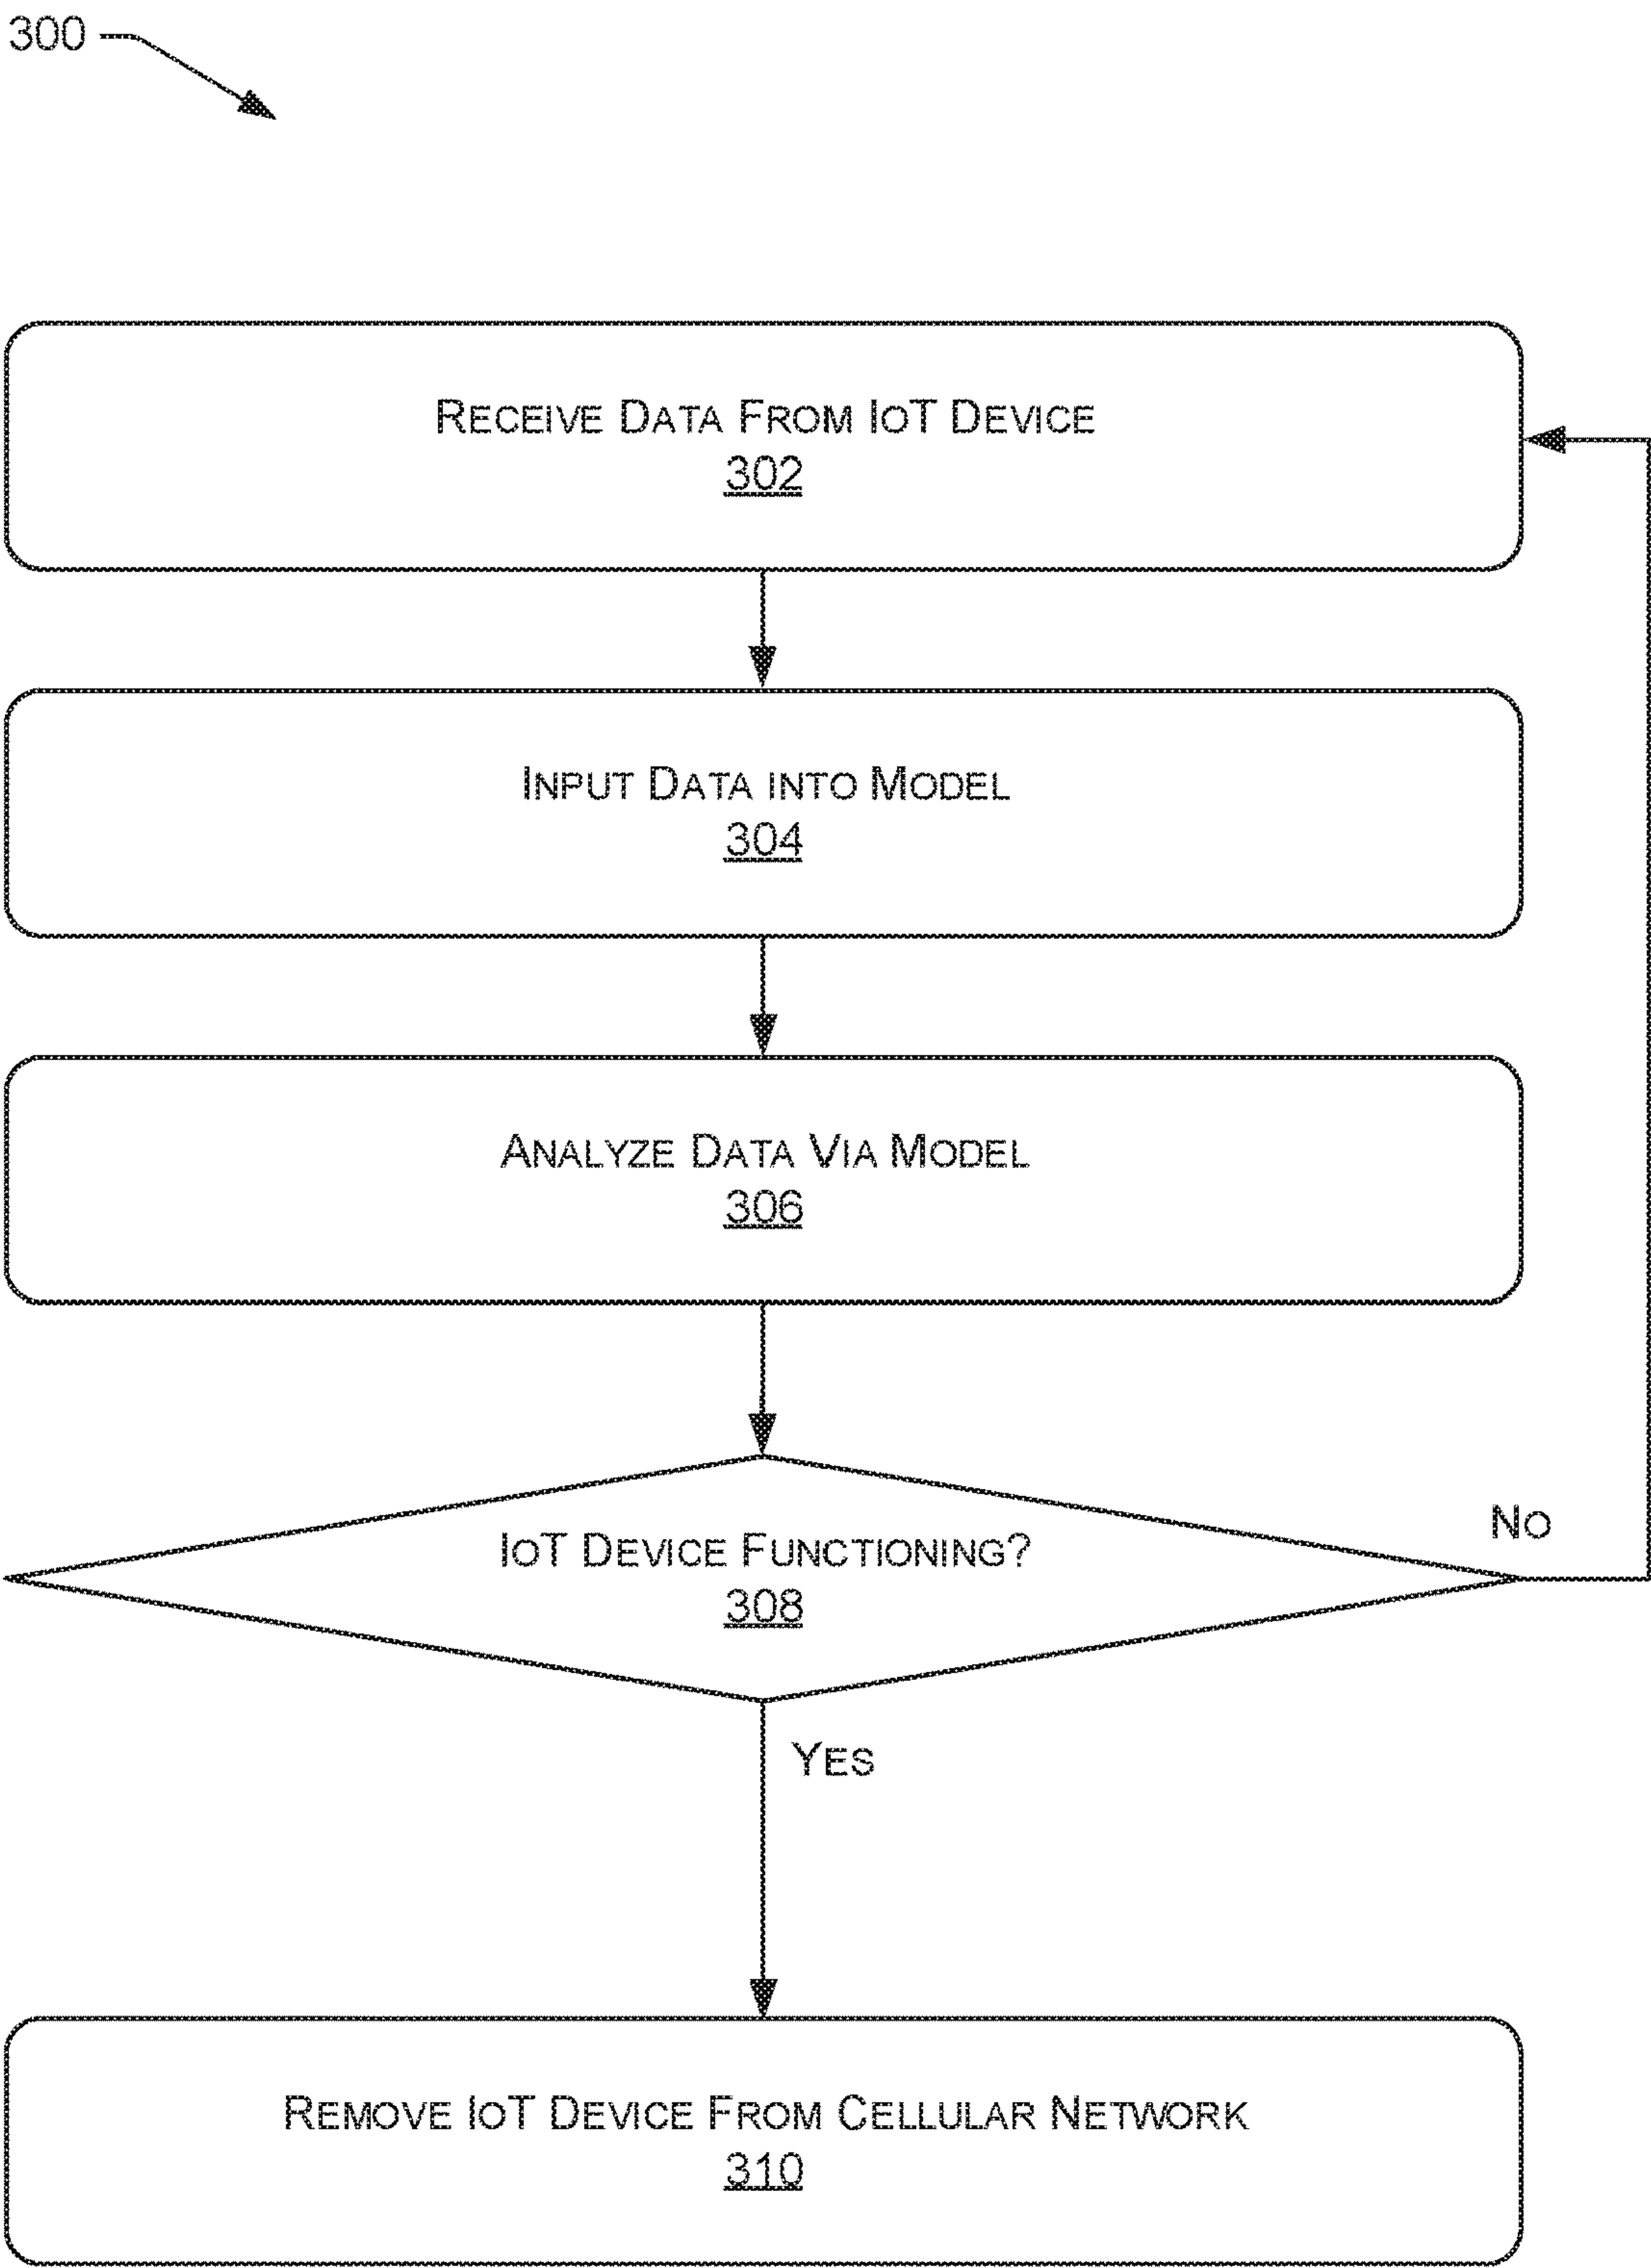 300
RECEIVE DATA FROM IOT DEVICE
302
INPUT DATA INTO MODEL
304
ANALYZE DATA VIA MODEL
306
IOT DEVICE FUNCTIONING?
308
NO
YES
REMOVE IOT DEVICE FROM CELLULAR NETWORK
310